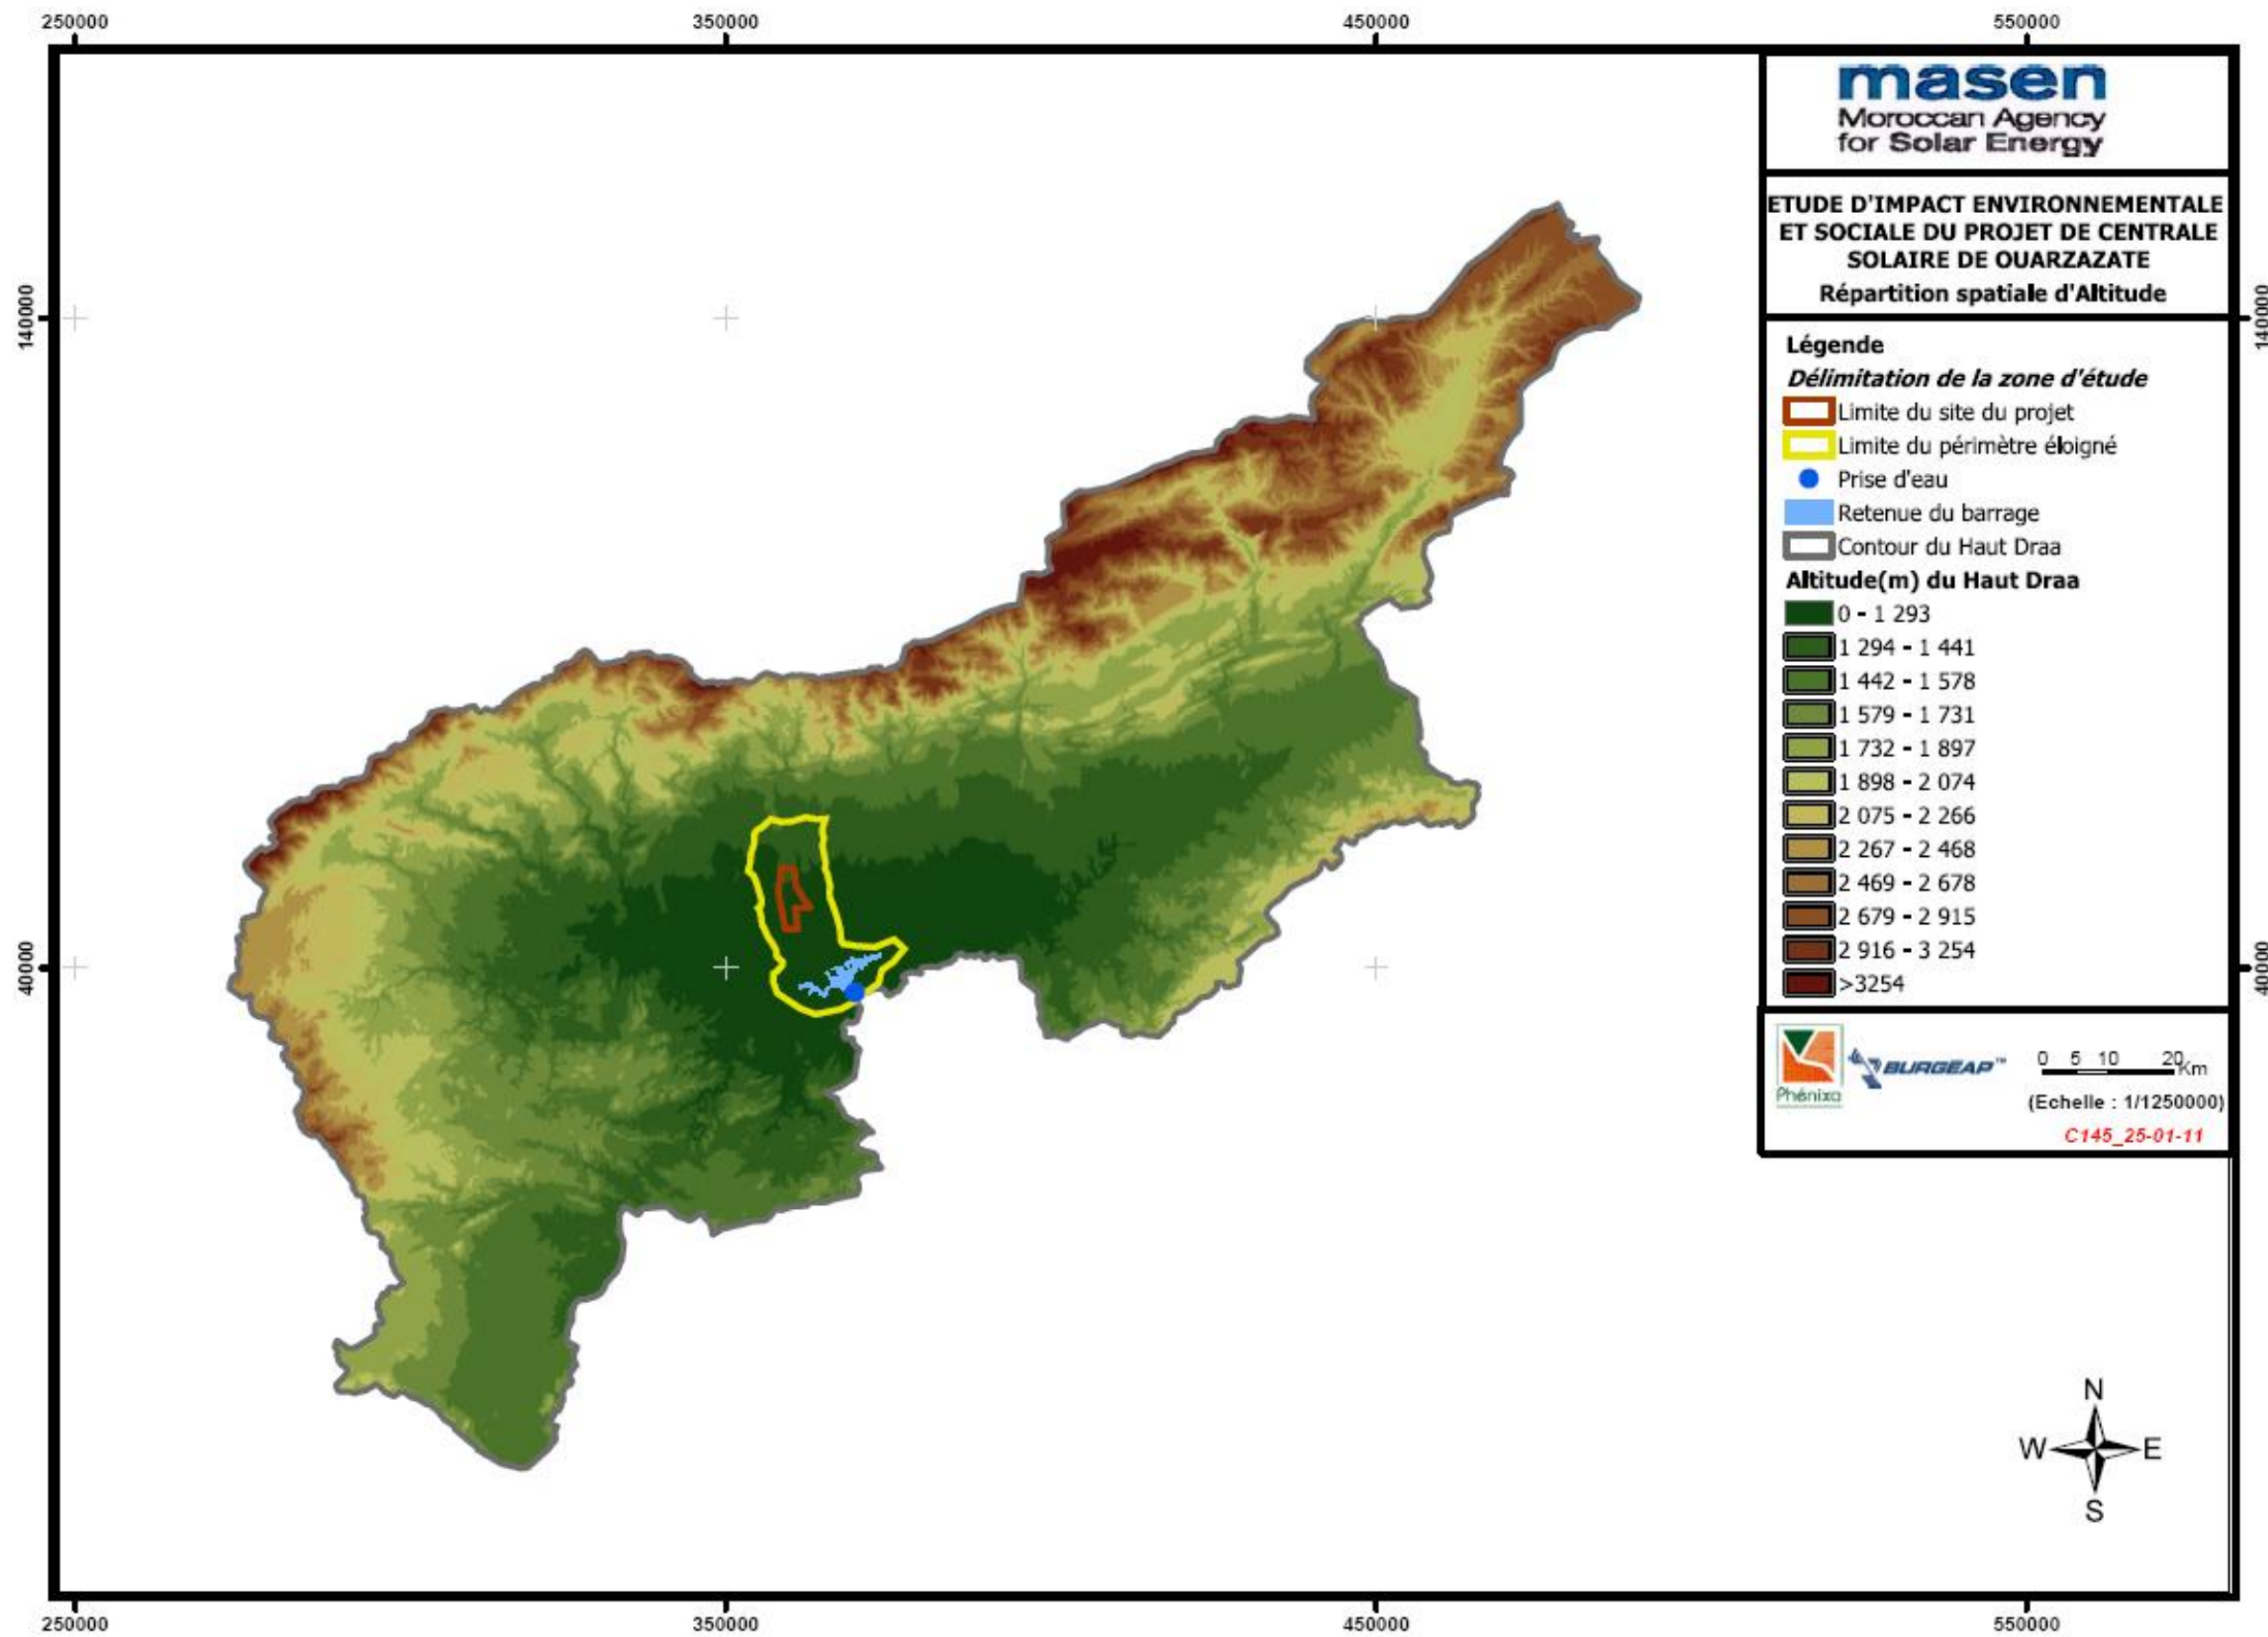 250000 350000 450000 550000
masen
Moroccan Agency
for Solar Energy
ETUDE D'IMPACT ENVIRONNEMENTALE
ET SOCIALE DU PROJET DE CENTRALE
SOLAIRE DE OUARZAZATE
Répartition spatiale d'Altitude
140000 140000
Légende
Délimitation de la zone d'étude
Limite du site du projet
Limite du périmètre éloigné
Prise d'eau
Retenue du barrage
Contour du Haut Draa
Altitude(m) du Haut Draa
0 - 1 293
1 294 - 1 441
1 442 - 1 578
1 579 - 1 731
1 732 - 1 897
1 898 - 2 074
2 075 - 2 266
2 267 - 2 468
2 469 - 2 678
2 679 - 2 915
2 916 - 3 254
>3254
40000 40000
Phénixa
BURGÉAP™
0 5 10 20 Km
(Echelle : 1/1250000)
C145_25-01-11
N
W E
S
250000 350000 450000 550000